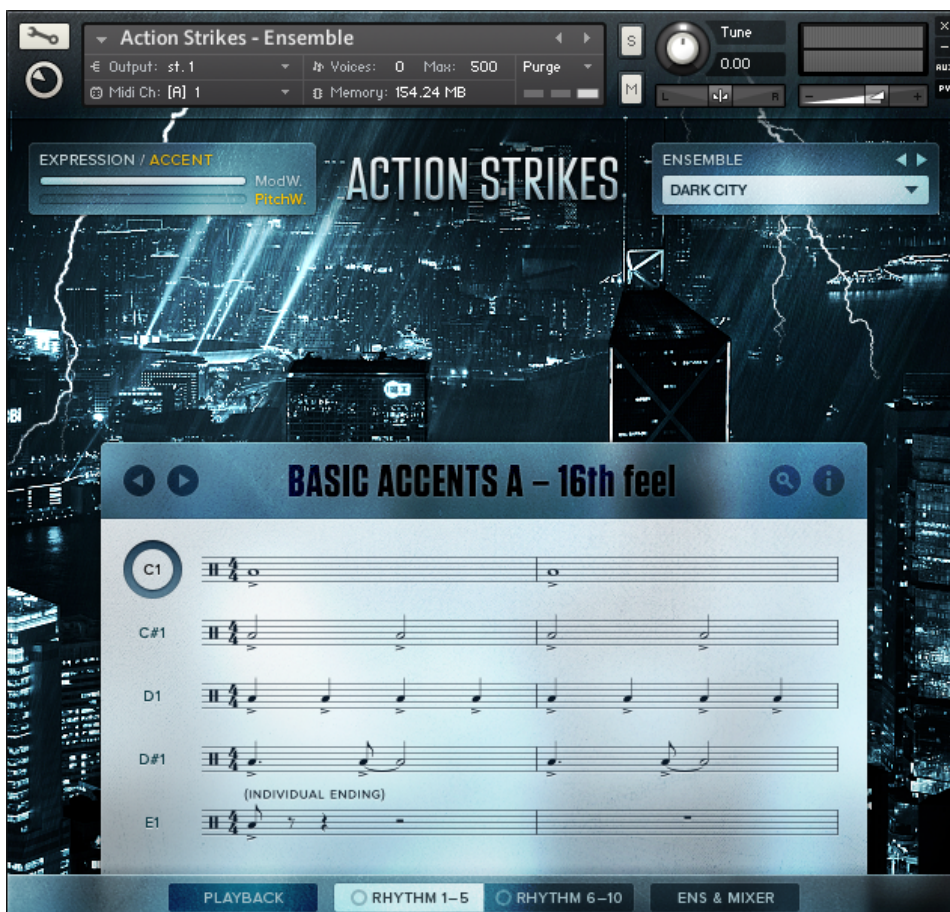 Action Strikes - Ensemble
Output: st. 1
Voices: 0 Max: 500
Purge
Midi Ch: [A] 1
Memory: 154.24 MB
S
M
Tune
0.00
L R
- +
AUX
PV
EXPRESSION / ACCENT
ModW.
PitchW.
ACTION STRIKES
ENSEMBLE
DARK CITY
BASIC ACCENTS A – 16th feel
C1
C#1
D1
D#1
(INDIVIDUAL ENDING)
E1
PLAYBACK
RHYTHM 1–5
RHYTHM 6–10
ENS & MIXER